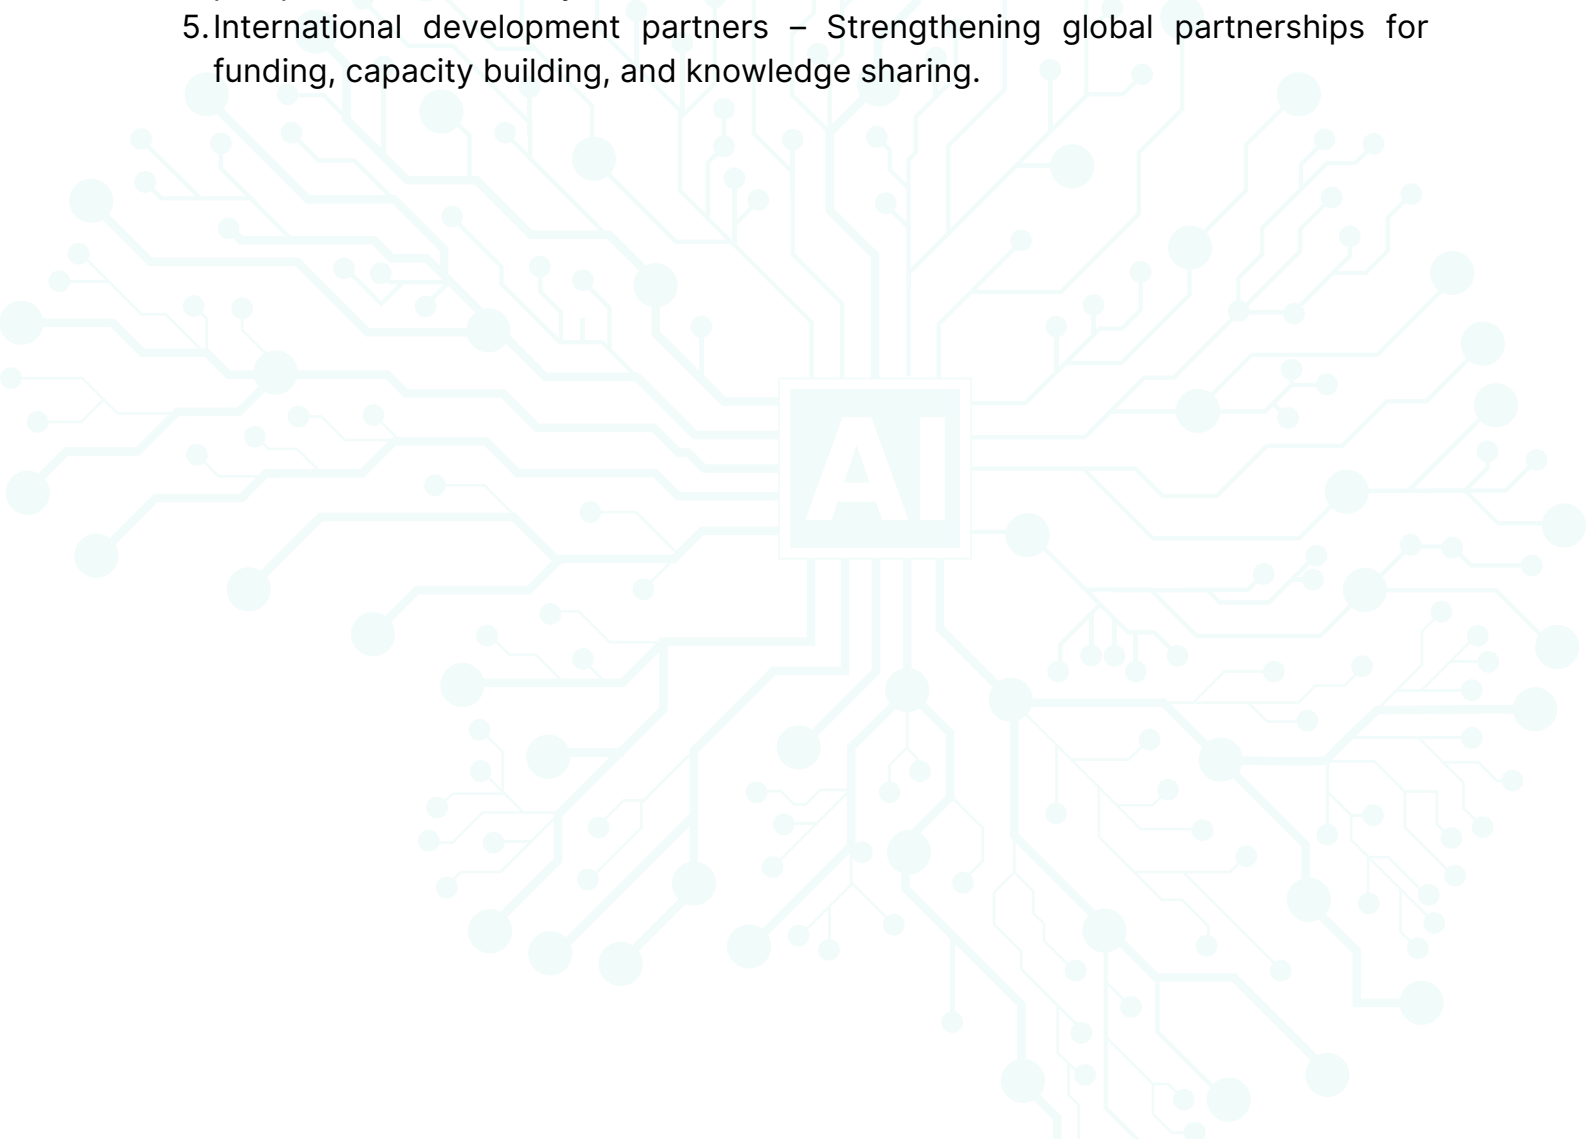 5. International development partners – Strengthening global partnerships for
funding, capacity building, and knowledge sharing.
AI